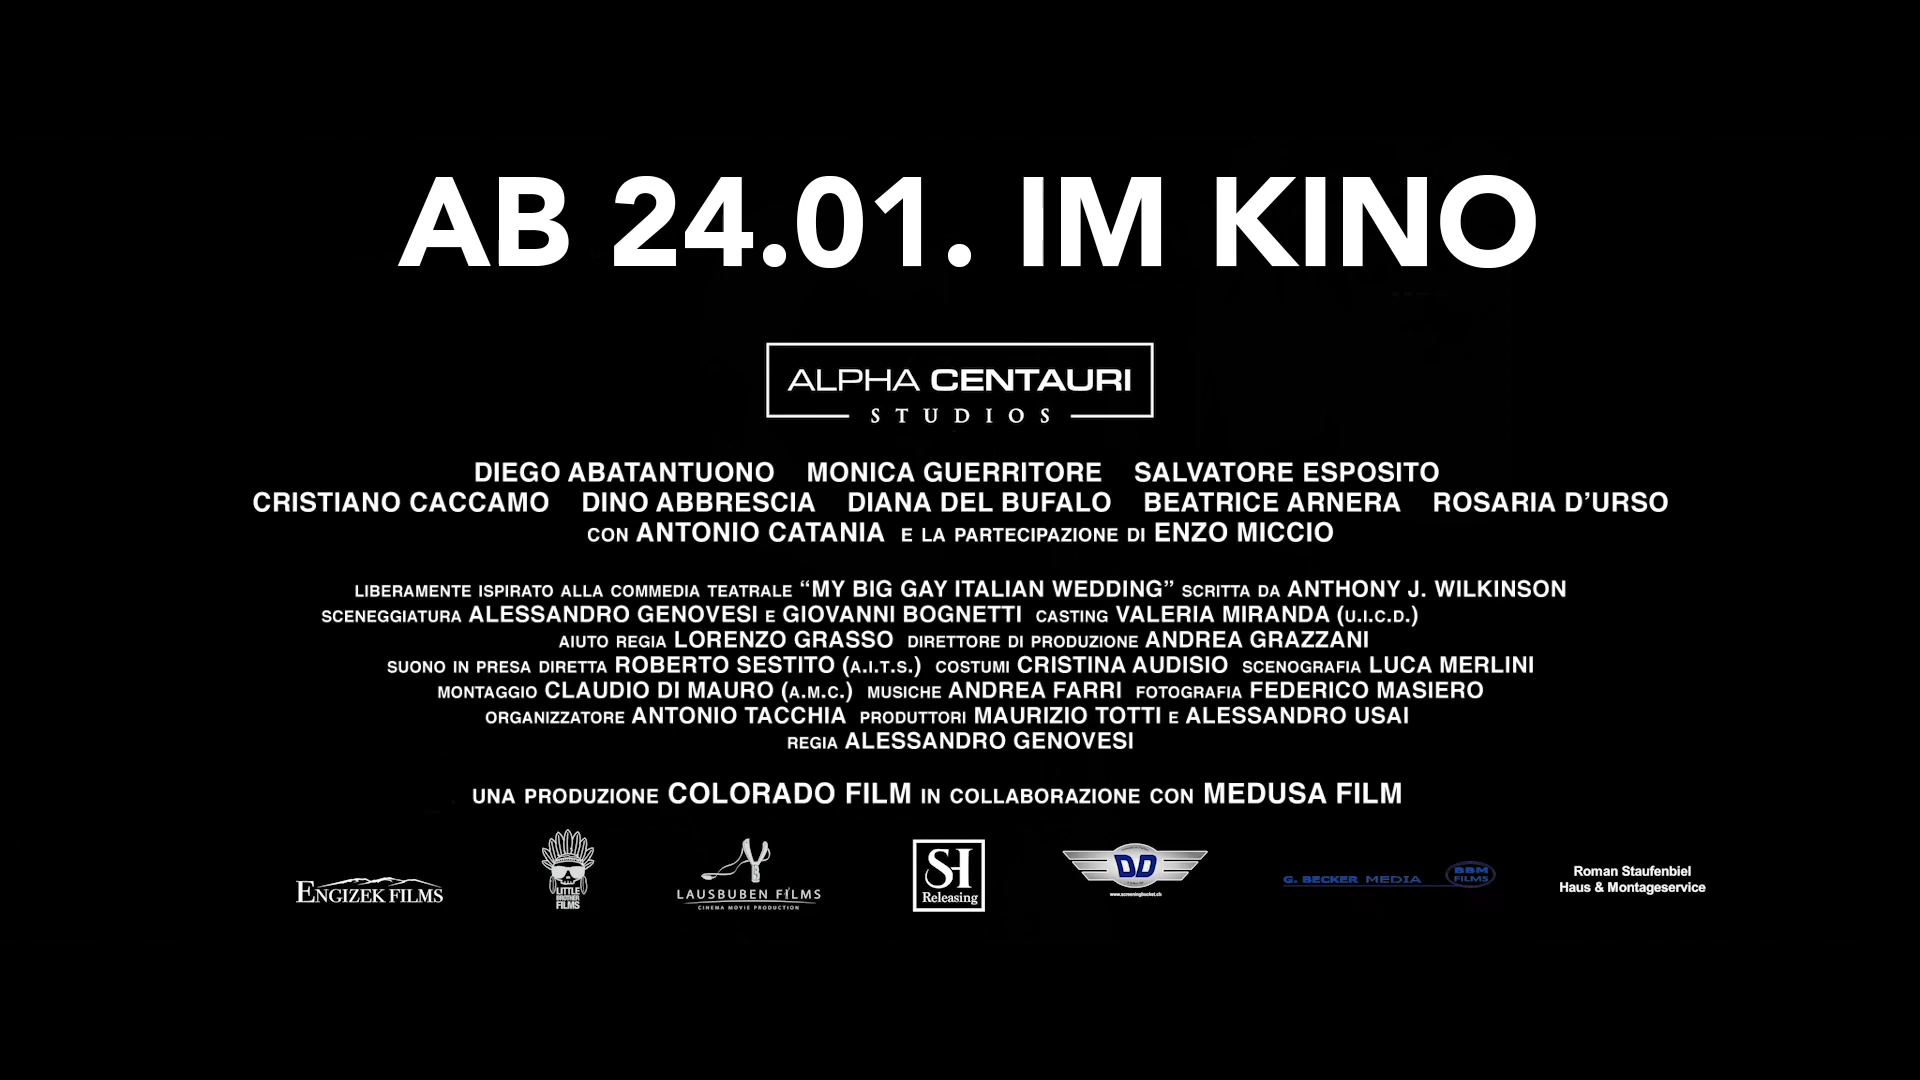 AB 24.01. IM KINO
ALPHA CENTAURI
STUDIOS
DIEGO ABATANTUONO MONICA GUERRITORE SALVATORE ESPOSITO
CRISTIANO CACCAMO DINO ABBRESCIA DIANA DEL BUFALO BEATRICE ARNERA ROSARIA D’URSO
CON ANTONIO CATANIA E LA PARTECIPAZIONE DI ENZO MICCIO
LIBERAMENTE ISPIRATO ALLA COMMEDIA TEATRALE “MY BIG GAY ITALIAN WEDDING” SCRITTA DA ANTHONY J. WILKINSON
SCENEGGIATURA ALESSANDRO GENOVESI E GIOVANNI BOGNETTI CASTING VALERIA MIRANDA (U.I.C.D.)
AIUTO REGIA LORENZO GRASSO DIRETTORE DI PRODUZIONE ANDREA GRAZZANI
SUONO IN PRESA DIRETTA ROBERTO SESTITO (A.I.T.S.) COSTUMI CRISTINA AUDISIO SCENOGRAFIA LUCA MERLINI
MONTAGGIO CLAUDIO DI MAURO (A.M.C.) MUSICHE ANDREA FARRI FOTOGRAFIA FEDERICO MASIERO
ORGANIZZATORE ANTONIO TACCHIA PRODUTTORI MAURIZIO TOTTI E ALESSANDRO USAI
REGIA ALESSANDRO GENOVESI
UNA PRODUZIONE COLORADO FILM IN COLLABORAZIONE CON MEDUSA FILM
ENGIZEK FILMS
LITTLE
BROTHER
FILMS
LAUSBUBEN FILMS
CINEMA MOVIE PRODUCTION
SH
Releasing
DD
www.screeningbucket.ch
G. BECKER MEDIA
BBM
FILMS
Roman Staufenbiel
Haus & Montageservice